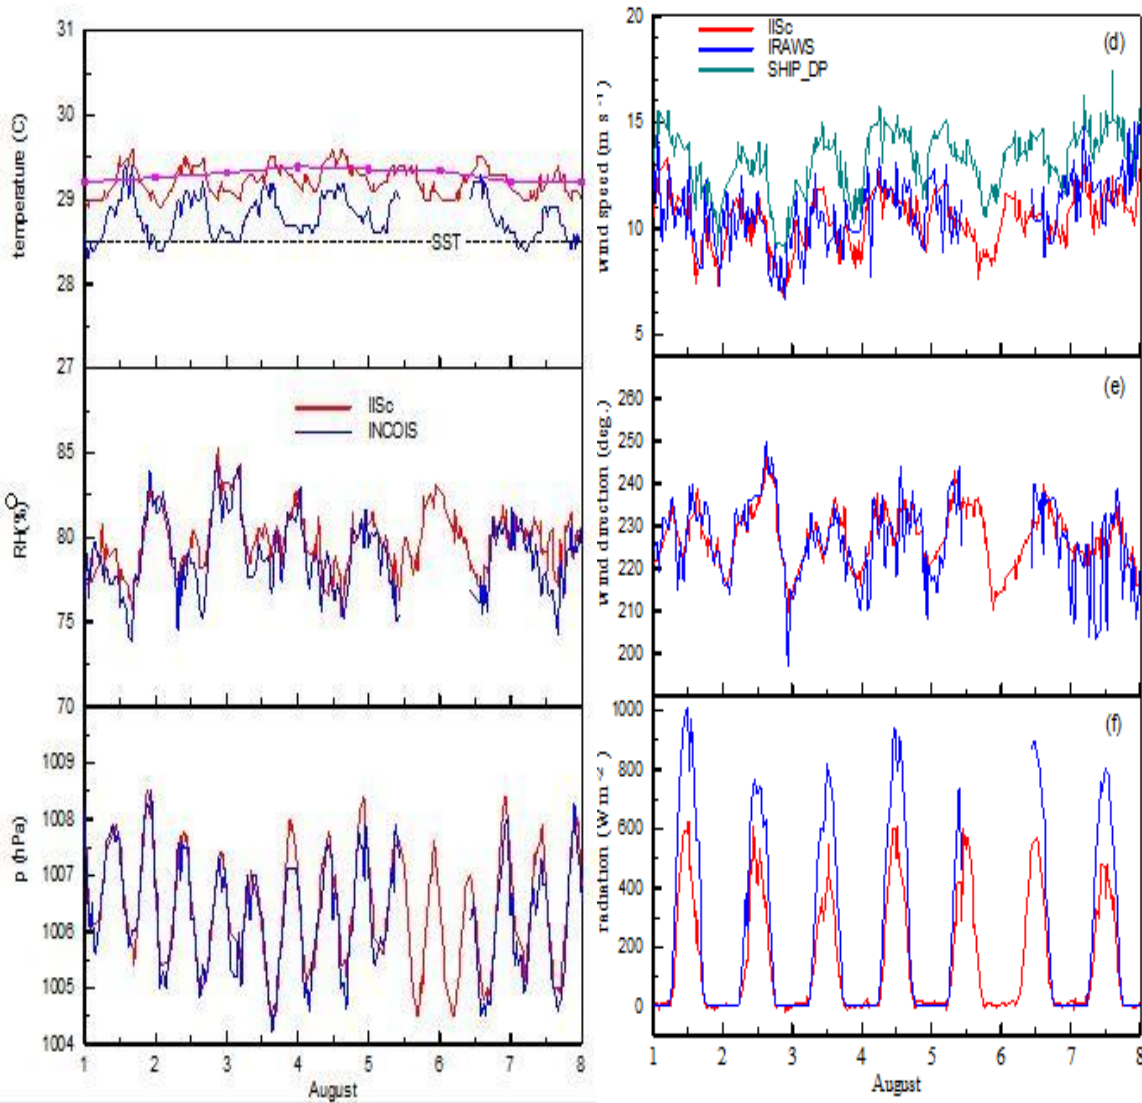 31
30
29
28
27
temperature (C)
SST
85
80
75
70
RH(%)
IISc
INCOIS
1009
1008
1007
1006
1005
1004
p (hPa)
1 2 3 4 5 6 7 8
August
20
15
10
5
wind speed (m s⁻¹)
IISc
IRAWS
SHIP_DP
(d)
260
250
240
230
220
210
200
wind direction (deg.)
(e)
1000
800
600
400
200
0
radiation (W m⁻²)
(f)
1 2 3 4 5 6 7 8
August